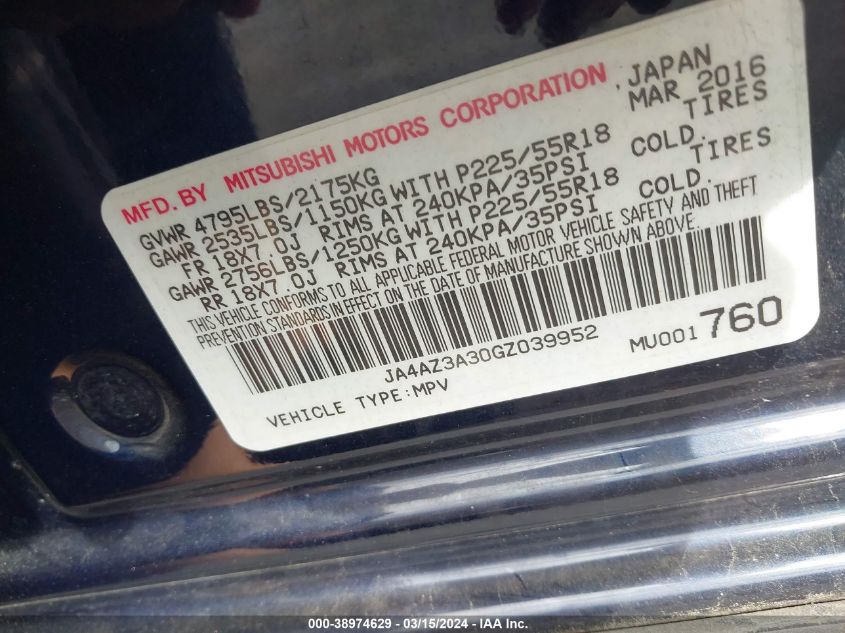 MFD. BY MITSUBISHI MOTORS CORPORATION, JAPAN
GVWR 4795LBS/2175KG MAR 2016
GAWR 2535LBS/1150KG WITH P225/55R18 TIRES
FR 18X7.0J RIMS AT 240KPA/35PSI COLD.
GAWR 2756LBS/1250KG WITH P225/55R18 TIRES
RR 18X7.0J RIMS AT 240KPA/35PSI COLD.
THIS VEHICLE CONFORMS TO ALL APPLICABLE FEDERAL MOTOR VEHICLE SAFETY AND THEFT
PREVENTION STANDARDS IN EFFECT ON THE DATE OF MANUFACTURE SHOWN ABOVE.
JA4AZ3A30GZ039952 MU001760
VEHICLE TYPE:MPV
000-38974629 - 03/15/2024 - IAA Inc.